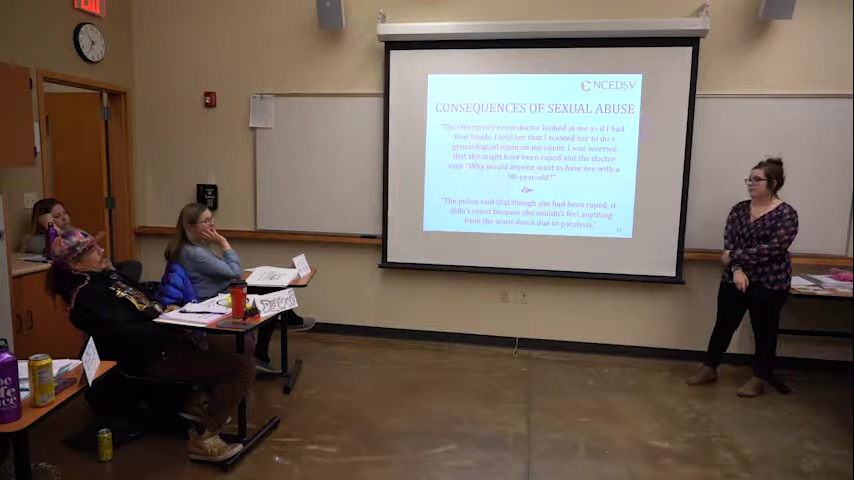 EXIT
NCEDSV
CONSEQUENCES OF SEXUAL ABUSE
"The emergency room doctor looked at me as if I had
four heads. I told her that I wanted her to do a
gynecological exam on my client. I was worried
that she might have been raped and the doctor
said: "Why would anyone want to have sex with a
90-year-old?"
"The police said that though she had been raped, it
didn't count because she couldn't feel anything
from the waist down due to paralysis."